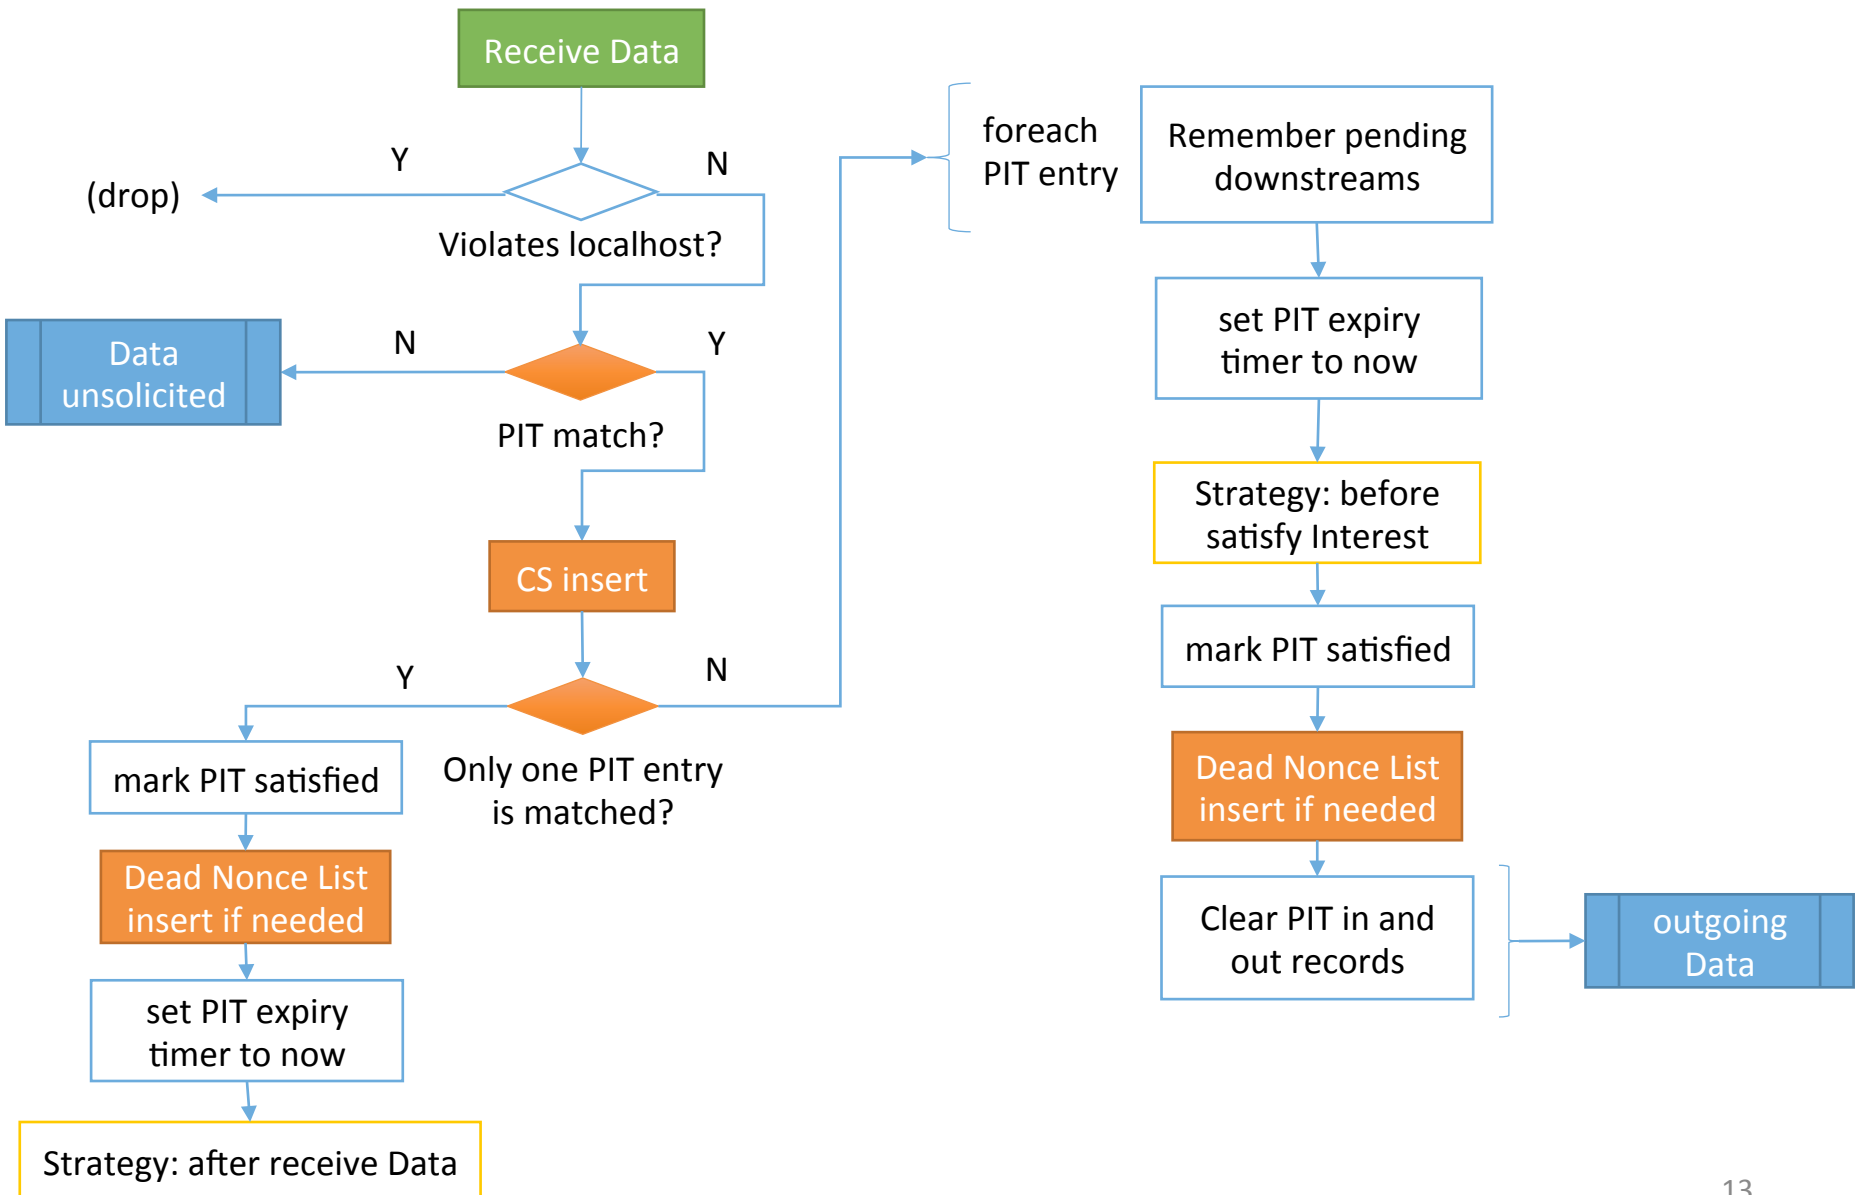 Receive Data
Y
N
(drop)
Violates localhost?
Data
unsolicited
N
Y
PIT match?
CS insert
Y
N
Only one PIT entry
is matched?
mark PIT satisfied
Dead Nonce List
insert if needed
set PIT expiry
timer to now
Strategy: after receive Data
foreach
PIT entry
Remember pending
downstreams
set PIT expiry
timer to now
Strategy: before
satisfy Interest
mark PIT satisfied
Dead Nonce List
insert if needed
Clear PIT in and
out records
outgoing
Data
13